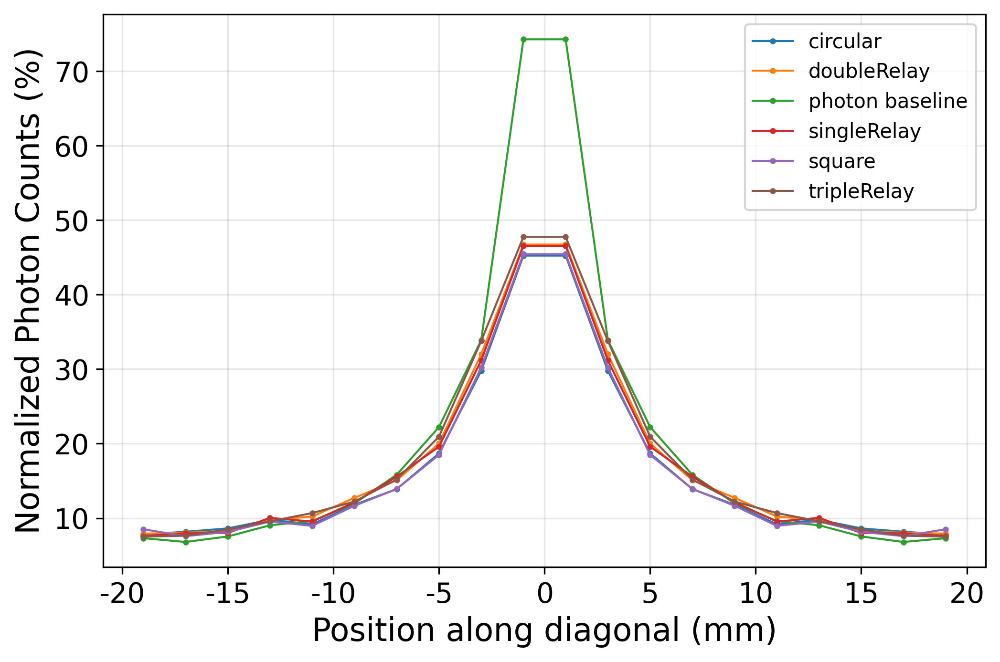 Normalized Photon Counts (%)
70
60
50
40
30
20
10
circular
doubleRelay
photon baseline
singleRelay
square
tripleRelay
-20 -15 -10 -5 0 5 10 15 20
Position along diagonal (mm)